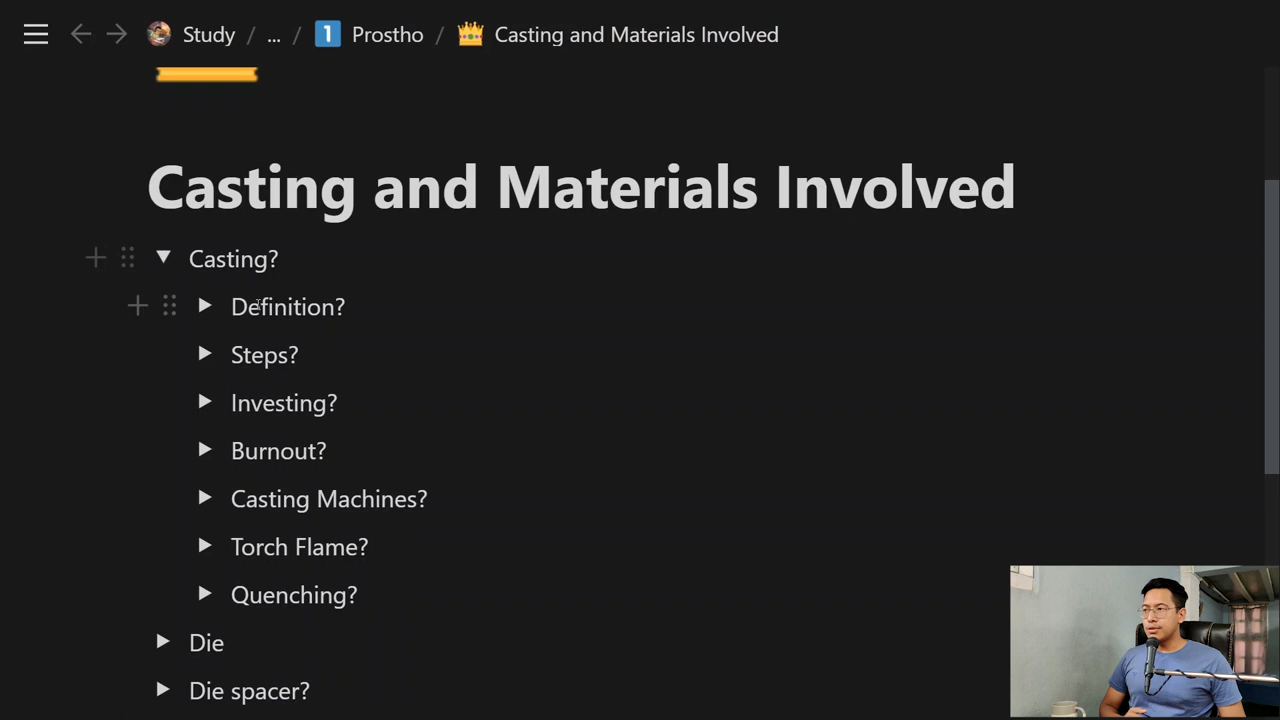 Study / ... / 1 Prostho / Casting and Materials Involved
Casting and Materials Involved
Casting?
Definition?
Steps?
Investing?
Burnout?
Casting Machines?
Torch Flame?
Quenching?
Die
Die spacer?